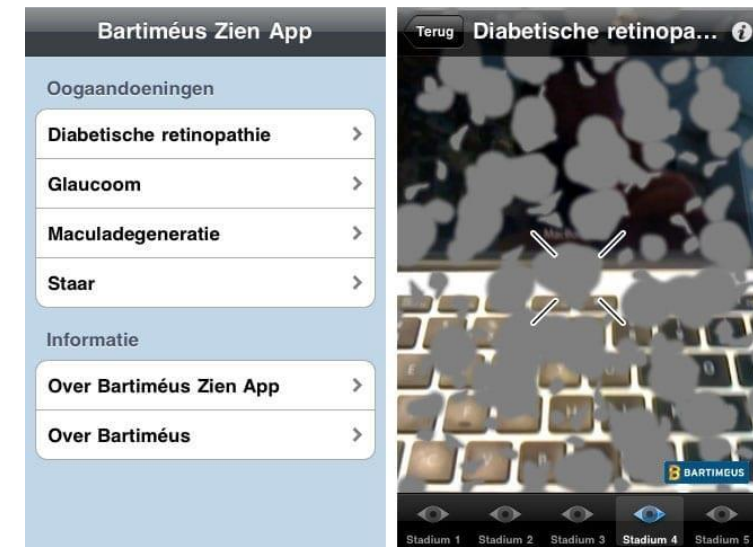 Bartiméus Zien App
Oogaandoeningen
Diabetische retinopathie
Glaucoom
Maculadegeneratie
Staar
Informatie
Over Bartiméus Zien App
Over Bartiméus
Terug
Diabetische retinopa...
BARTIMEUS
Stadium 1
Stadium 2
Stadium 3
Stadium 4
Stadium 5